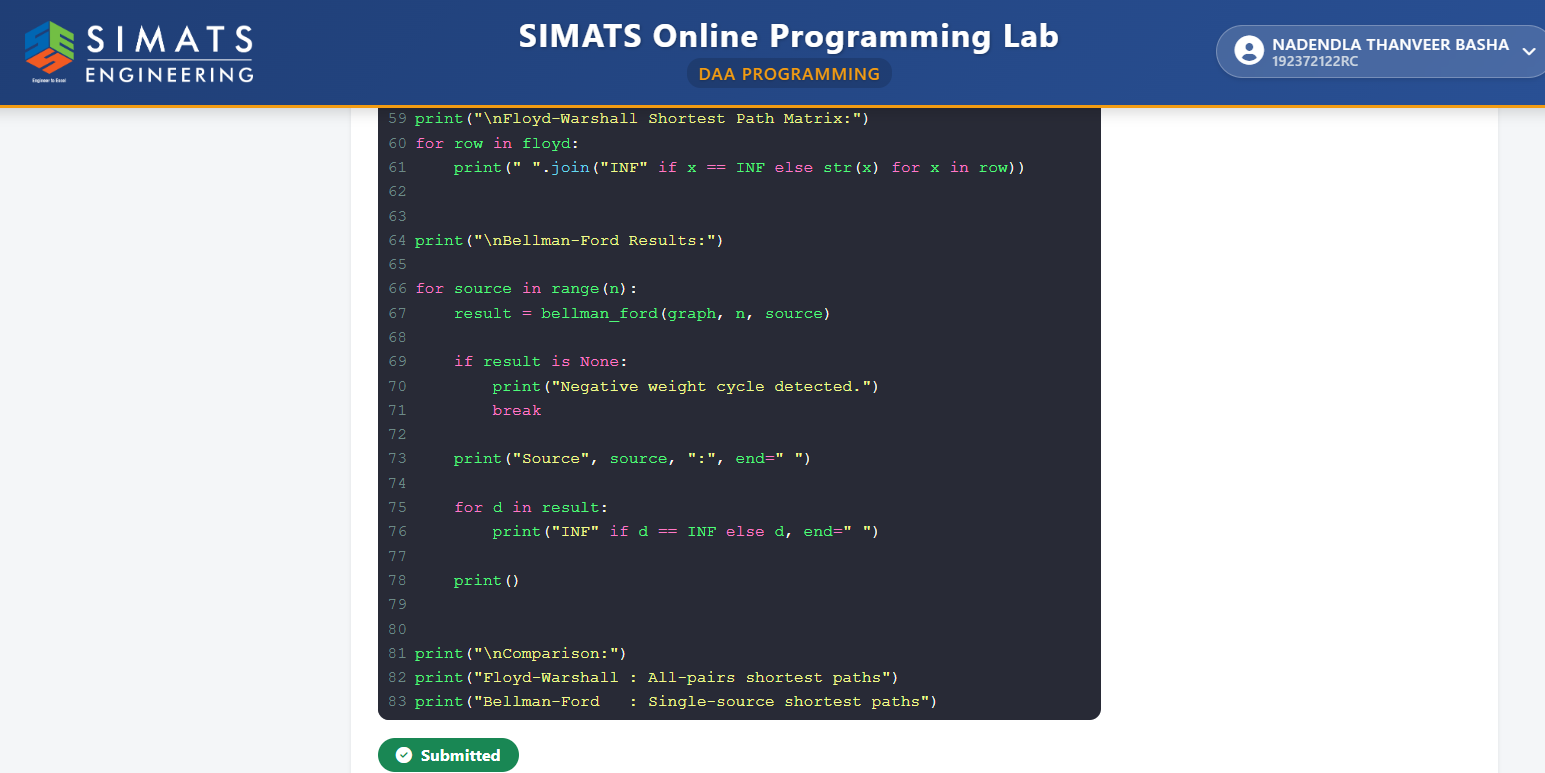 SIMATS
ENGINEERING
Engineer to Excel
SIMATS Online Programming Lab
DAA PROGRAMMING
NADENDLA THANVEER BASHA
192372122RC
59 print("\nFloyd-Warshall Shortest Path Matrix:")
60 for row in floyd:
61     print(" ".join("INF" if x == INF else str(x) for x in row))
62
63
64 print("\nBellman-Ford Results:")
65
66 for source in range(n):
67     result = bellman_ford(graph, n, source)
68
69     if result is None:
70         print("Negative weight cycle detected.")
71         break
72
73     print("Source", source, ":", end=" ")
74
75     for d in result:
76         print("INF" if d == INF else d, end=" ")
77
78     print()
79
80
81 print("\nComparison:")
82 print("Floyd-Warshall : All-pairs shortest paths")
83 print("Bellman-Ford   : Single-source shortest paths")
Submitted